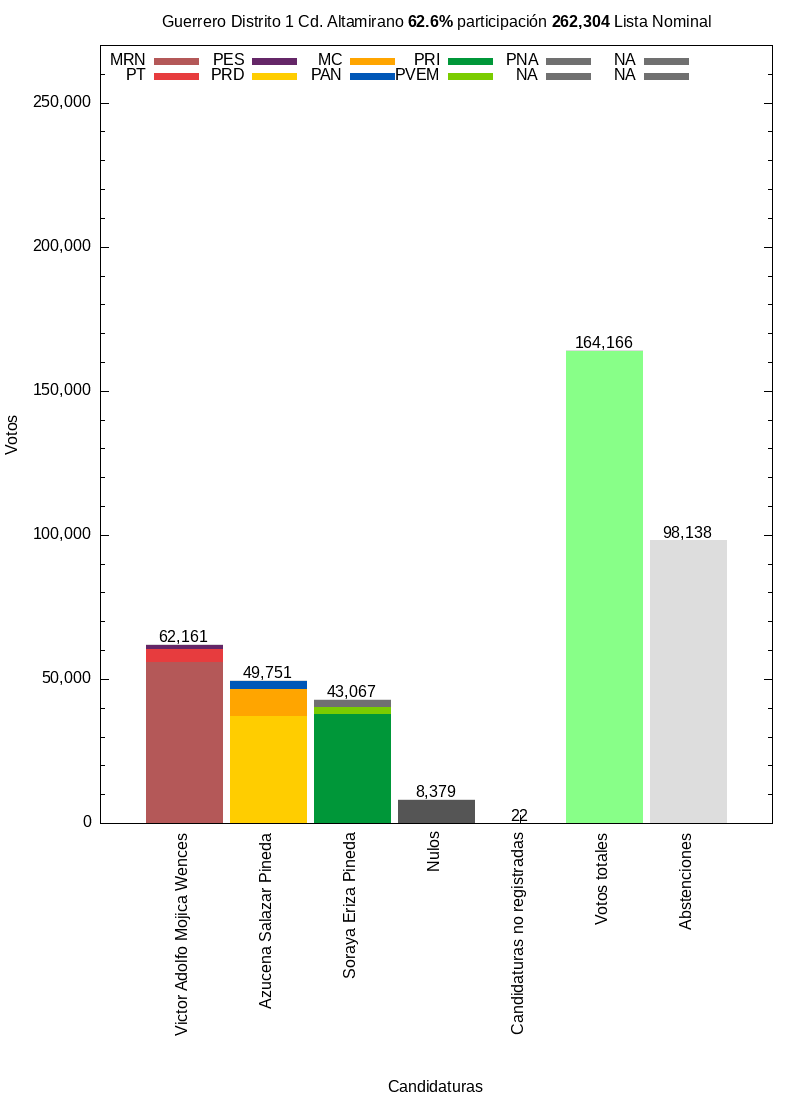 Guerrero Distrito 1 Cd. Altamirano 62.6% participación 262,304 Lista Nominal
MRN PES MC PRI PNA NA
PT PRD PAN PVEM NA NA
250,000
200,000
150,000
100,000
50,000
0
Votos
62,161
49,751
43,067
8,379
22
164,166
98,138
Victor Adolfo Mojica Wences
Azucena Salazar Pineda
Soraya Eriza Pineda
Nulos
Candidaturas no registradas
Votos totales
Abstenciones
Candidaturas